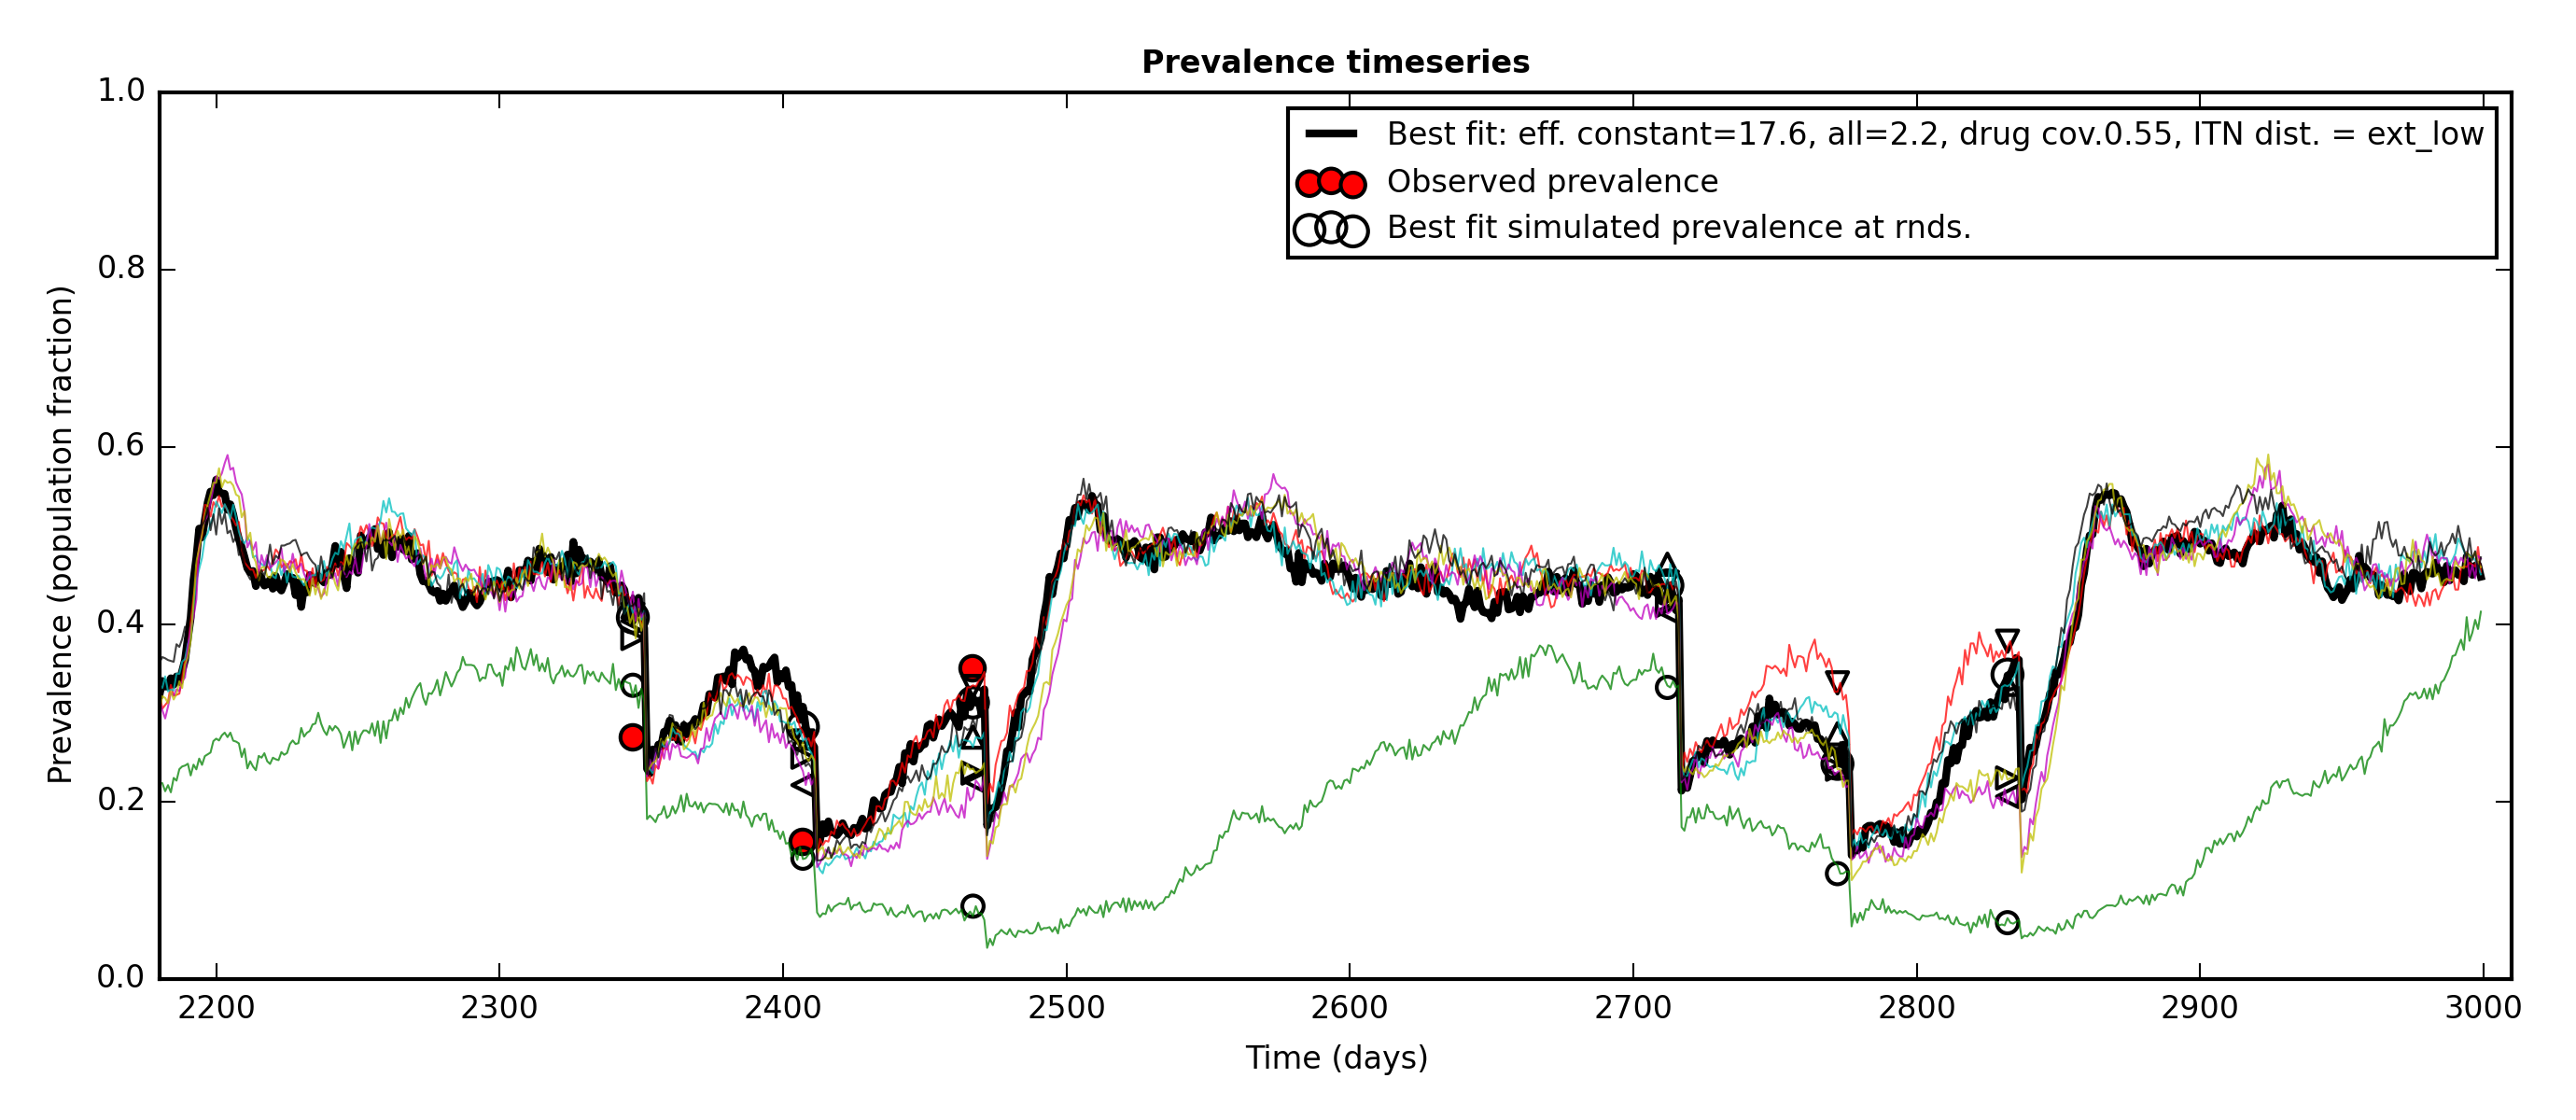 Prevalence timeseries
Best fit: eff. constant=17.6, all=2.2, drug cov.0.55, ITN dist. = ext_low
Observed prevalence
Best fit simulated prevalence at rnds.
Prevalence (population fraction)
1.0
0.8
0.6
0.4
0.2
0.0
2200 2300 2400 2500 2600 2700 2800 2900 3000
Time (days)